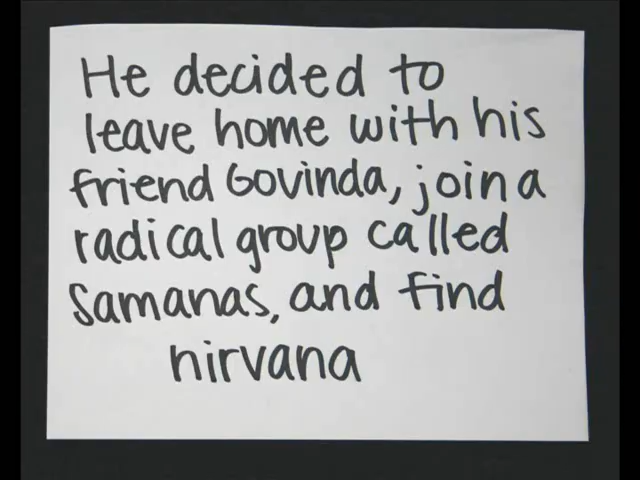 He decided to
leave home with his
friend Govinda, join a
radical group called
Samanas, and find
nirvana